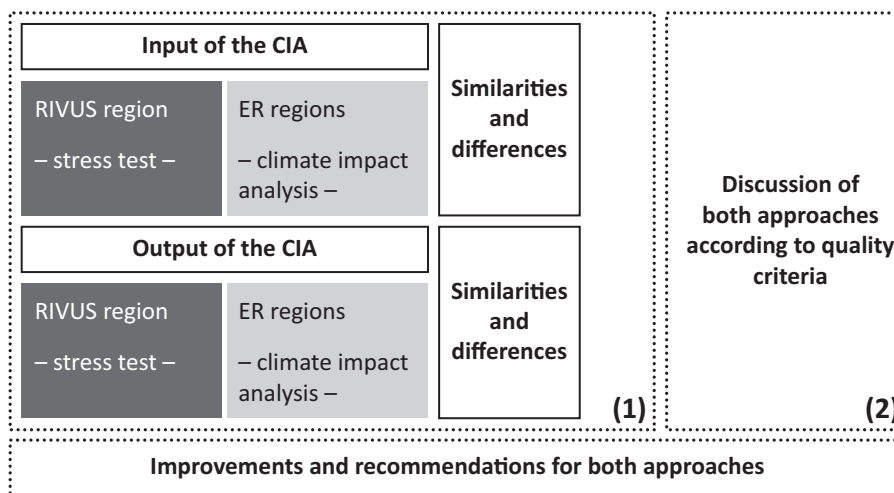 Input of the CIA
RIVUS region
– stress test –
ER regions
– climate impact
analysis –
Similarities
and
differences
Output of the CIA
RIVUS region
– stress test –
ER regions
– climate impact
analysis –
Similarities
and
differences
(1)
Discussion of
both approaches
according to quality
criteria
(2)
Improvements and recommendations for both approaches